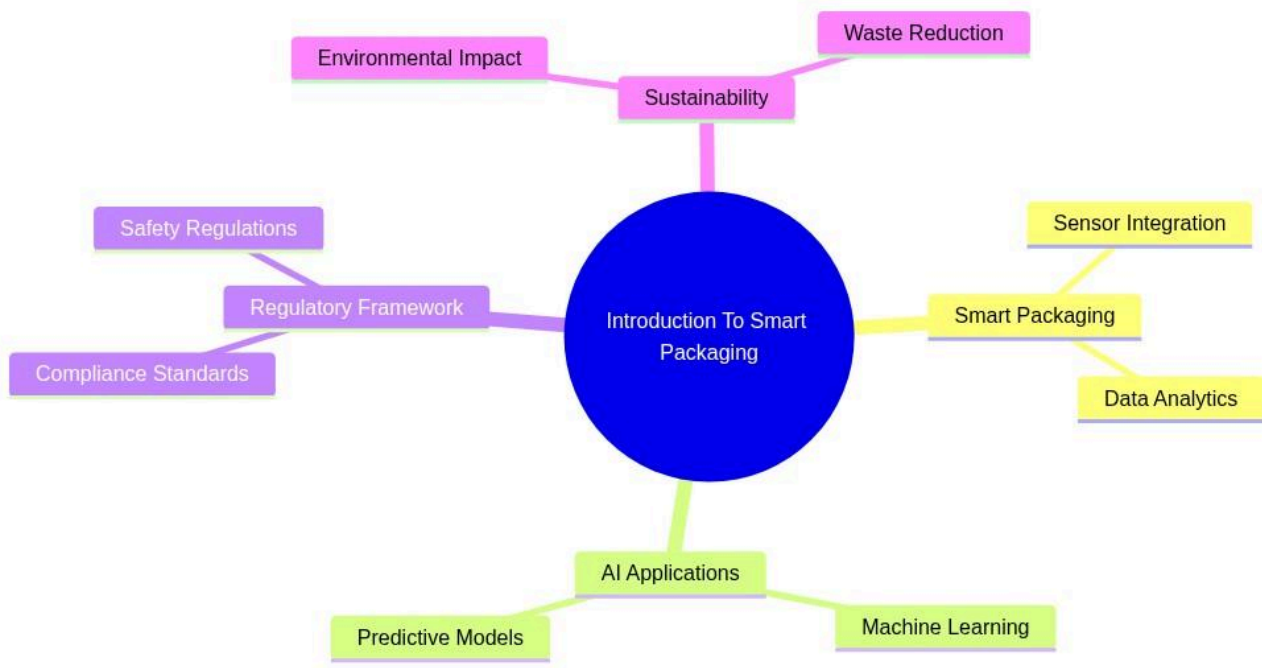 Waste Reduction
Environmental Impact
Sustainability
Safety Regulations
Regulatory Framework
Compliance Standards
Introduction To Smart
Packaging
Sensor Integration
Smart Packaging
Data Analytics
AI Applications
Predictive Models
Machine Learning